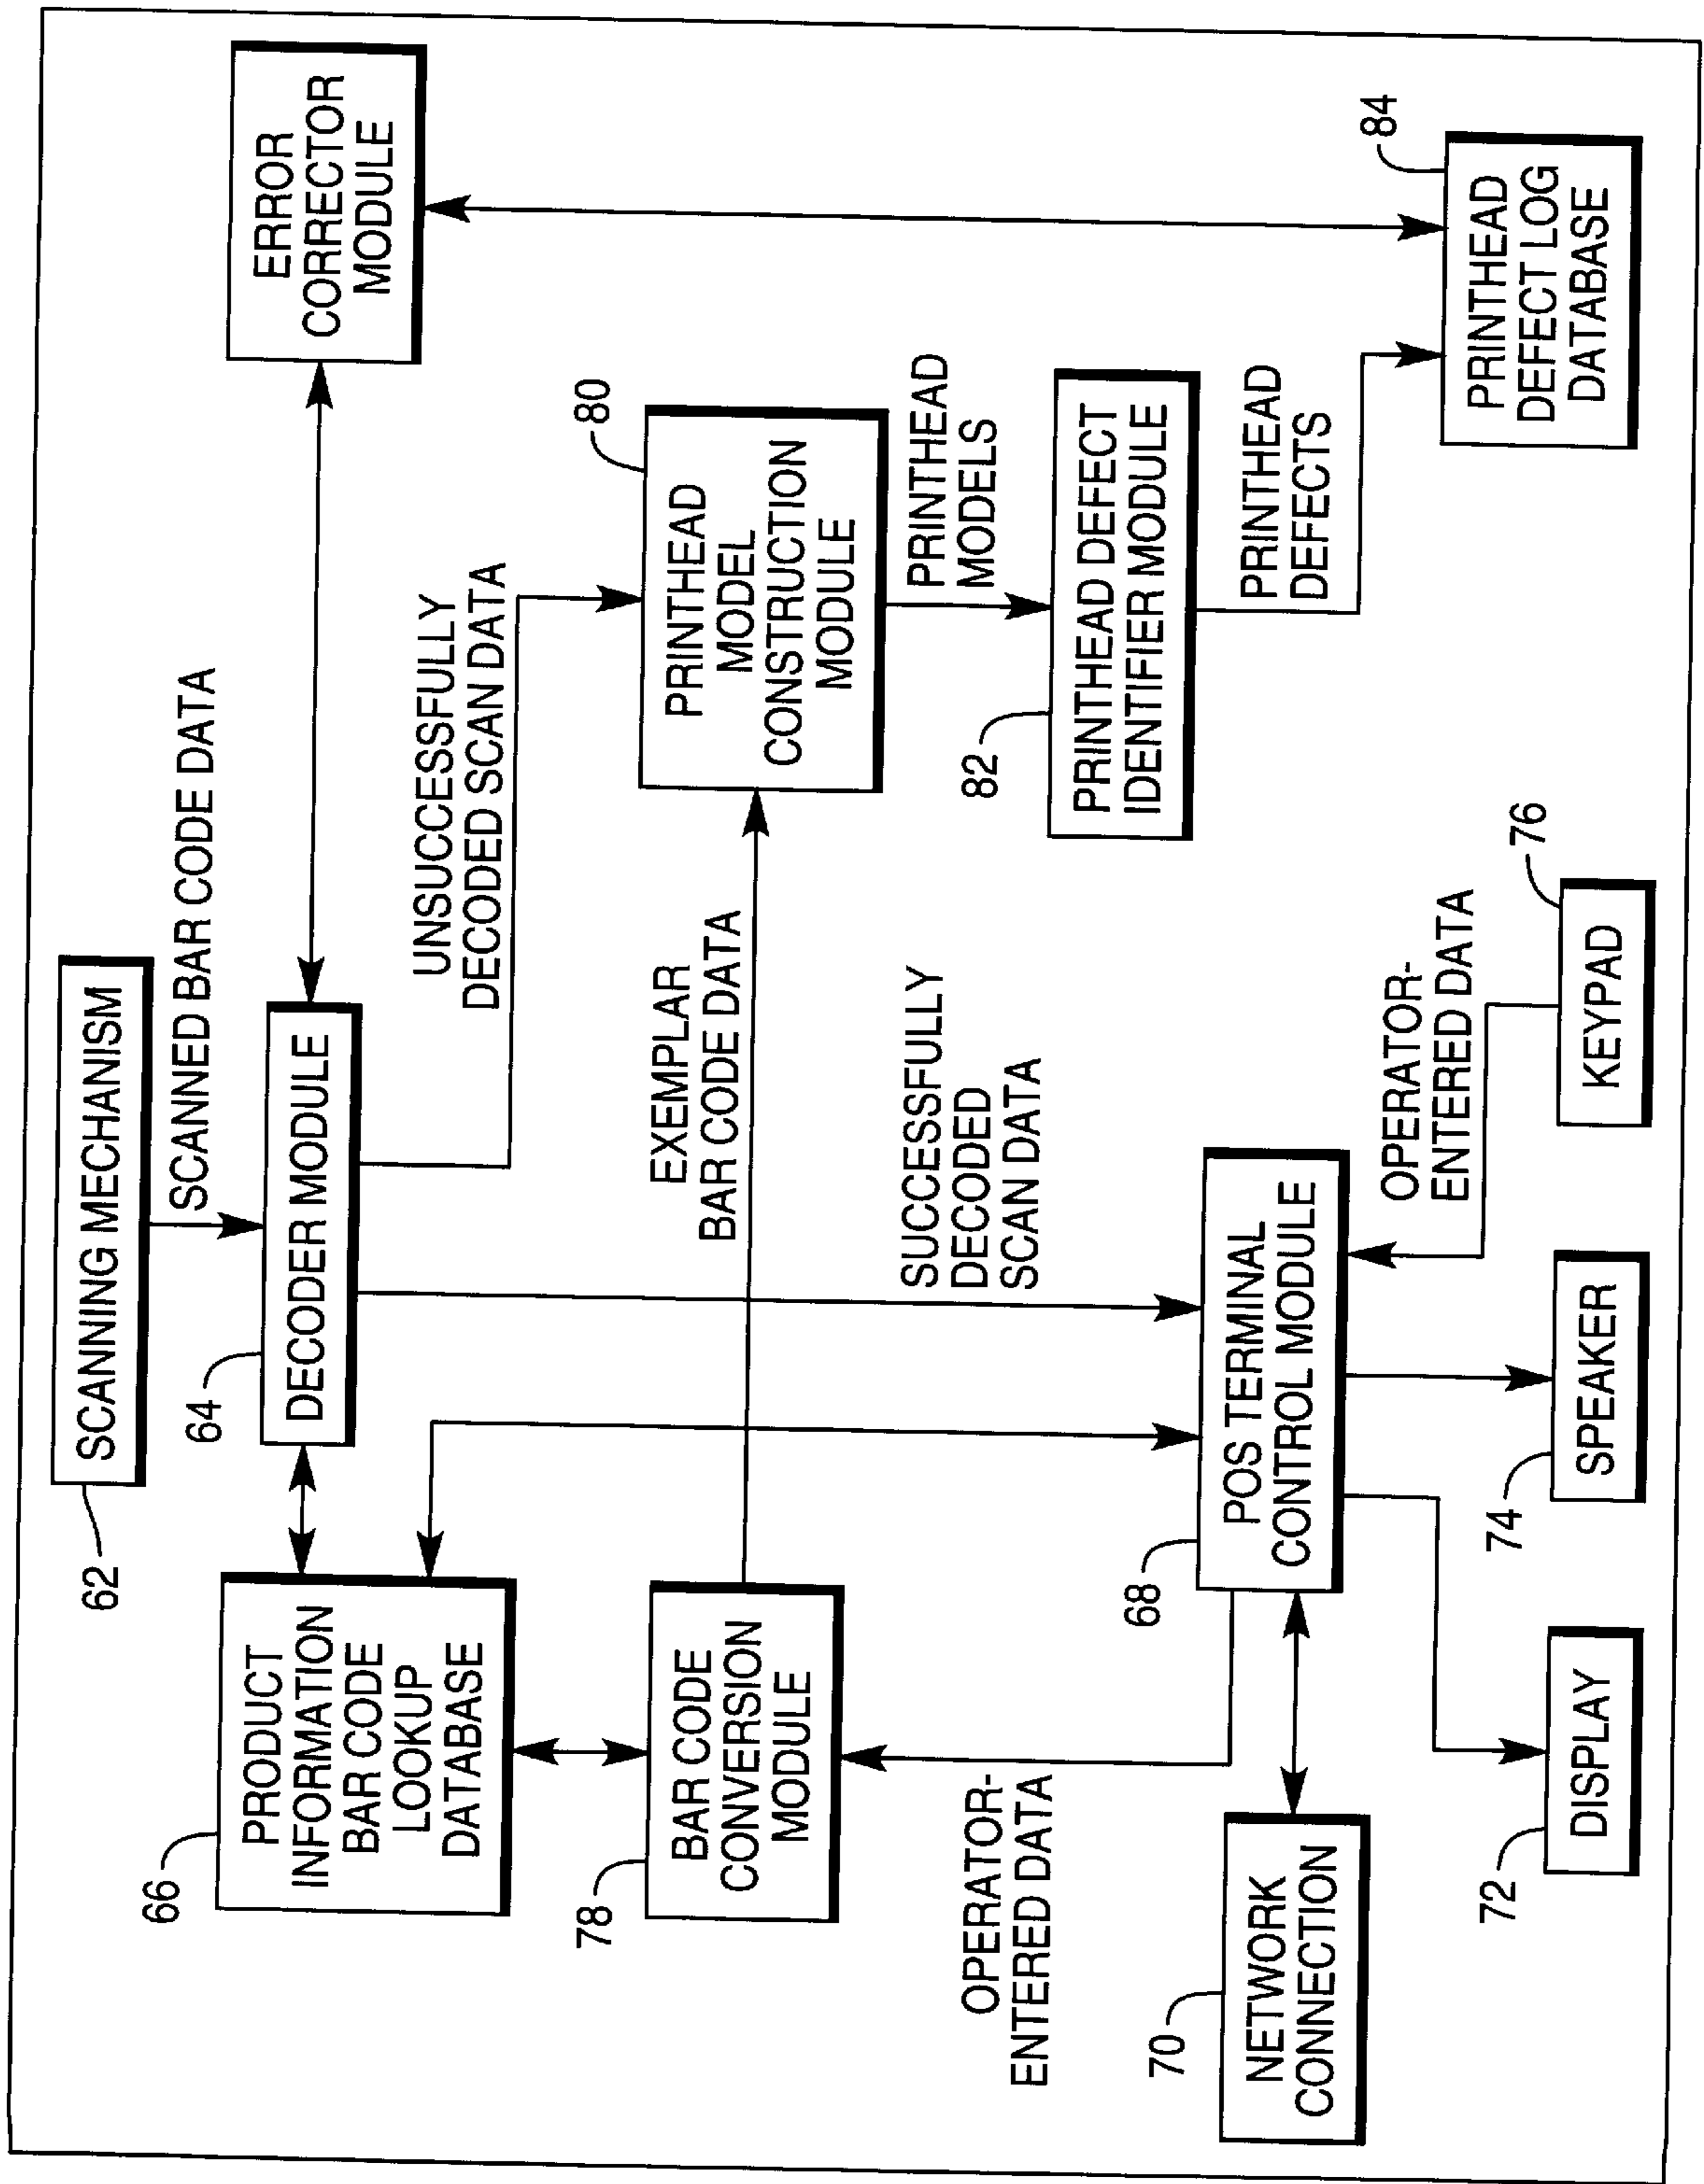 62
SCANNING MECHANISM
SCANNED BAR CODE DATA
66
PRODUCT
INFORMATION
BAR CODE
LOOKUP
DATABASE
64
DECODER MODULE
ERROR
CORRECTOR
MODULE
UNSUCCESSFULLY
DECODED SCAN DATA
78
BAR CODE
CONVERSION
MODULE
EXEMPLAR
BAR CODE DATA
80
PRINTHEAD
MODEL
CONSTRUCTION
MODULE
PRINTHEAD
MODELS
SUCCESSFULLY
DECODED
SCAN DATA
OPERATOR-
ENTERED DATA
82
PRINTHEAD DEFECT
IDENTIFIER MODULE
PRINTHEAD
DEFECTS
70
NETWORK
CONNECTION
68
POS TERMINAL
CONTROL MODULE
OPERATOR-
ENTERED DATA
84
PRINTHEAD
DEFECT LOG
DATABASE
72
DISPLAY
74
SPEAKER
76
KEYPAD